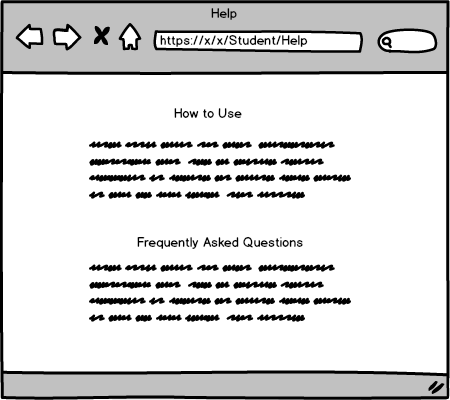 Help
https://x/x/Student/Help
How to Use
Frequently Asked Questions